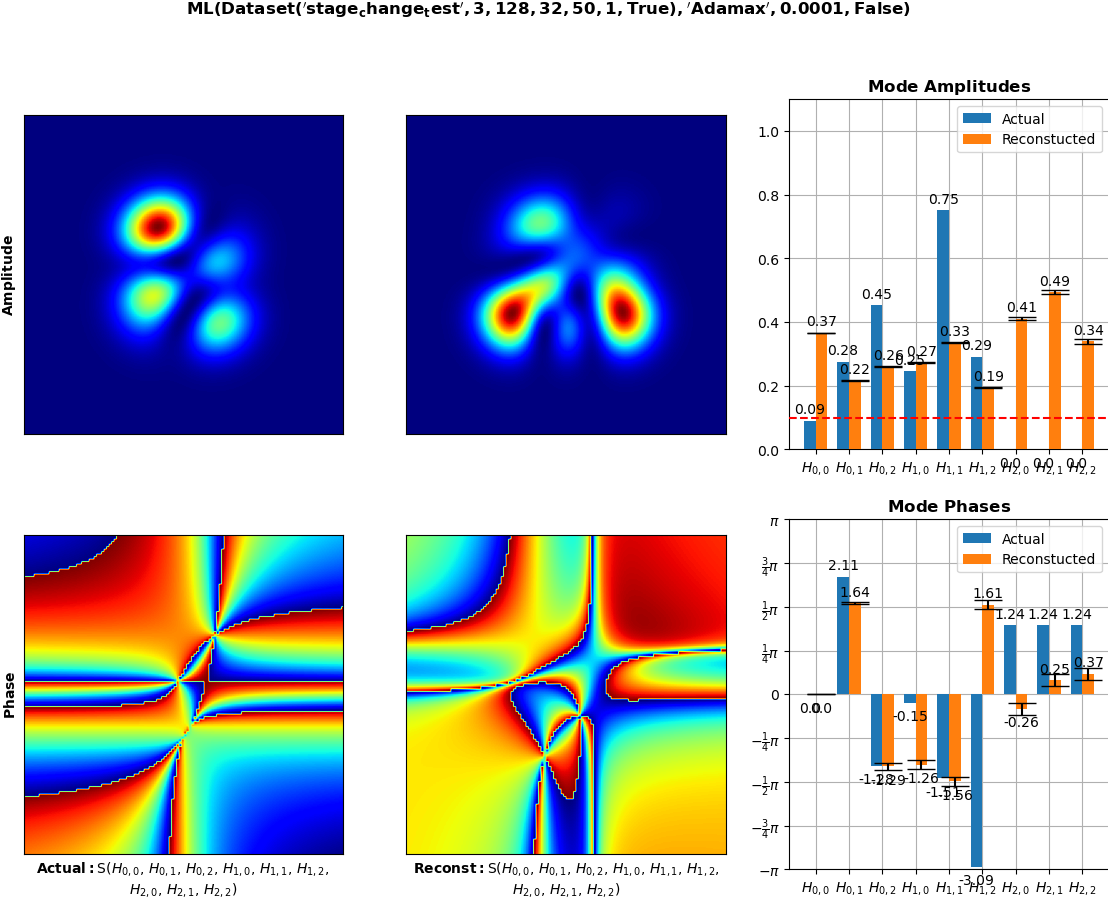 ML(Dataset('stage_change_test', 3, 128, 32, 50, 1, True), 'Adamax', 0.0001, False)
Amplitude
Mode Amplitudes
Actual
Reconstucted
1.0
0.8
0.6
0.4
0.2
0.0
0.09
0.37
0.28
0.22
0.45
0.26
0.25
0.27
0.75
0.33
0.29
0.19
0.0
0.41
0.0
0.49
0.0
0.34
H0,0 H0,1 H0,2 H1,0 H1,1 H1,2 H2,0 H2,1 H2,2
Phase
Mode Phases
Actual
Reconstucted
π
3/4π
1/2π
1/4π
0
−1/4π
−1/2π
−3/4π
−π
0.0
0.0
2.11
1.64
-1.29
-0.15
-1.26
-1.56
-3.09
1.61
1.24
-0.26
1.24
0.25
1.24
0.37
H0,0 H0,1 H0,2 H1,0 H1,1 H1,2 H2,0 H2,1 H2,2
Actual: S(H0,0, H0,1, H0,2, H1,0, H1,1, H1,2,
H2,0, H2,1, H2,2)
Reconst: S(H0,0, H0,1, H0,2, H1,0, H1,1, H1,2,
H2,0, H2,1, H2,2)